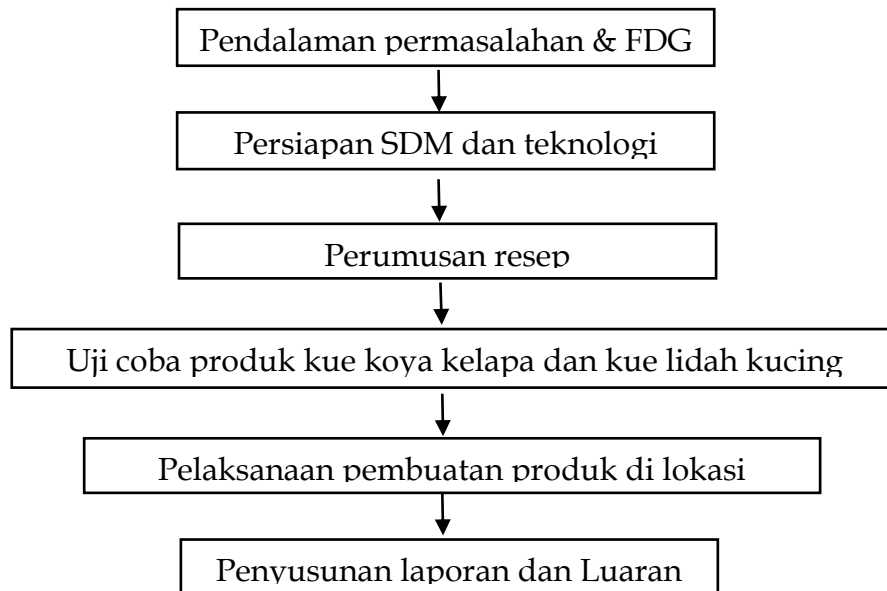 Pendalaman permasalahan & FDG
Persiapan SDM dan teknologi
Perumusan resep
Uji coba produk kue koya kelapa dan kue lidah kucing
Pelaksanaan pembuatan produk di lokasi
Penyusunan laporan dan Luaran